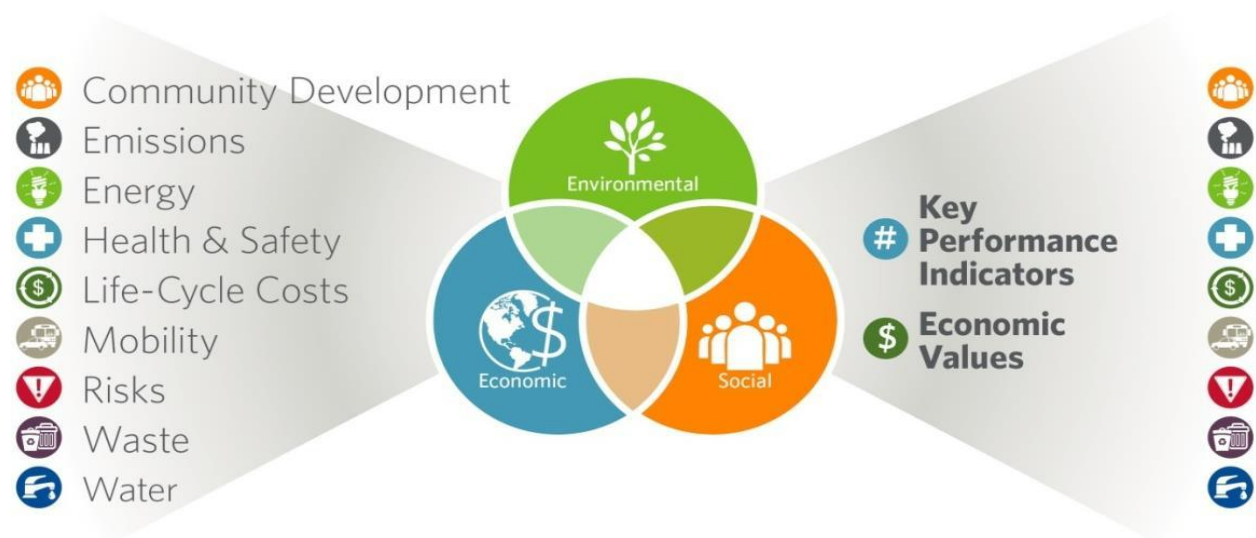 Community Development
Emissions
Energy
Health & Safety
Life-Cycle Costs
Mobility
Risks
Waste
Water
Environmental
Economic
$
Social
#
Key
Performance
Indicators
$
Economic
Values